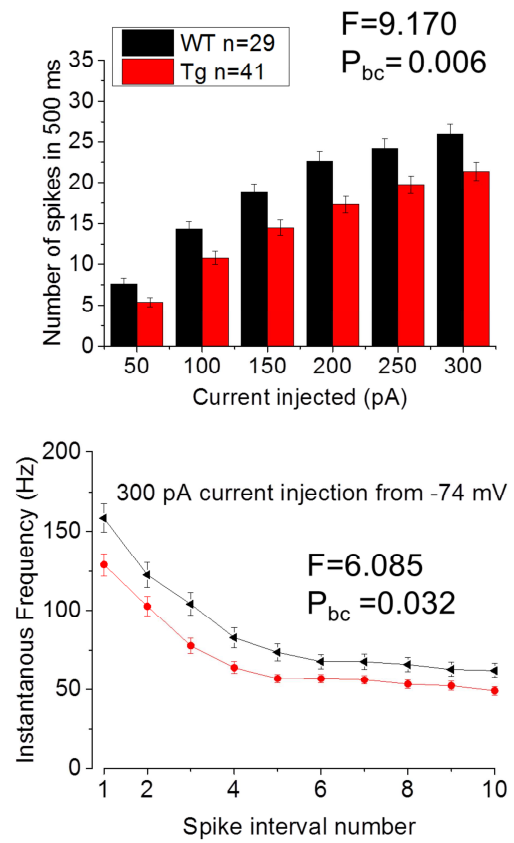 WT n=29
Tg n=41
F=9.170
P bc = 0.006
Number of spikes in 500 ms
35
30
25
20
15
10
5
0
50 100 150 200 250 300
Current injected (pA)
Instantanous Frequency (Hz)
200
150
100
50
0
300 pA current injection from -74 mV
F=6.085
P bc =0.032
1 2 4 6 8 10
Spike interval number